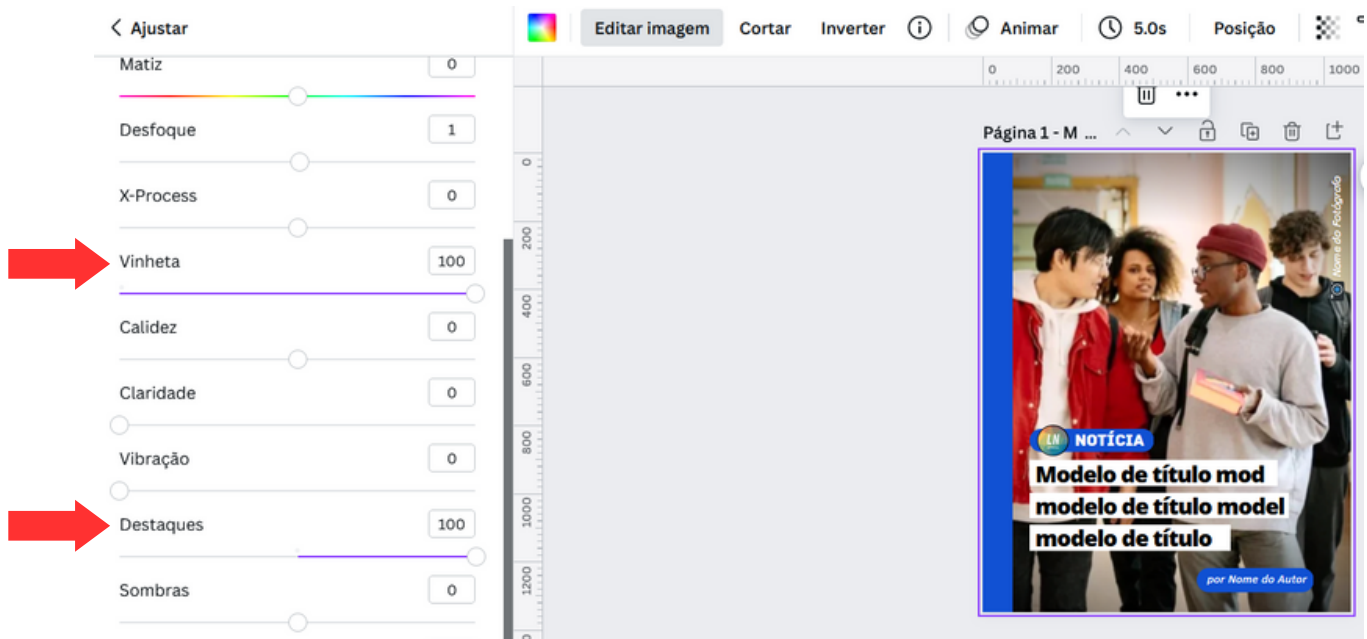 Ajustar
Editar imagem Cortar Inverter Animar 5.0s Posição
Matiz 0
Desfoque 1
X-Process 0
Vinheta 100
Calidez 0
Claridade 0
Vibração 0
Destaques 100
Sombras 0
0 200 400 600 800 1000
0
200
400
600
800
1000
1200
Página 1 - M ...
Nome do Fotógrafo
LN NOTÍCIA
Modelo de título mod
modelo de título model
modelo de título
por Nome do Autor